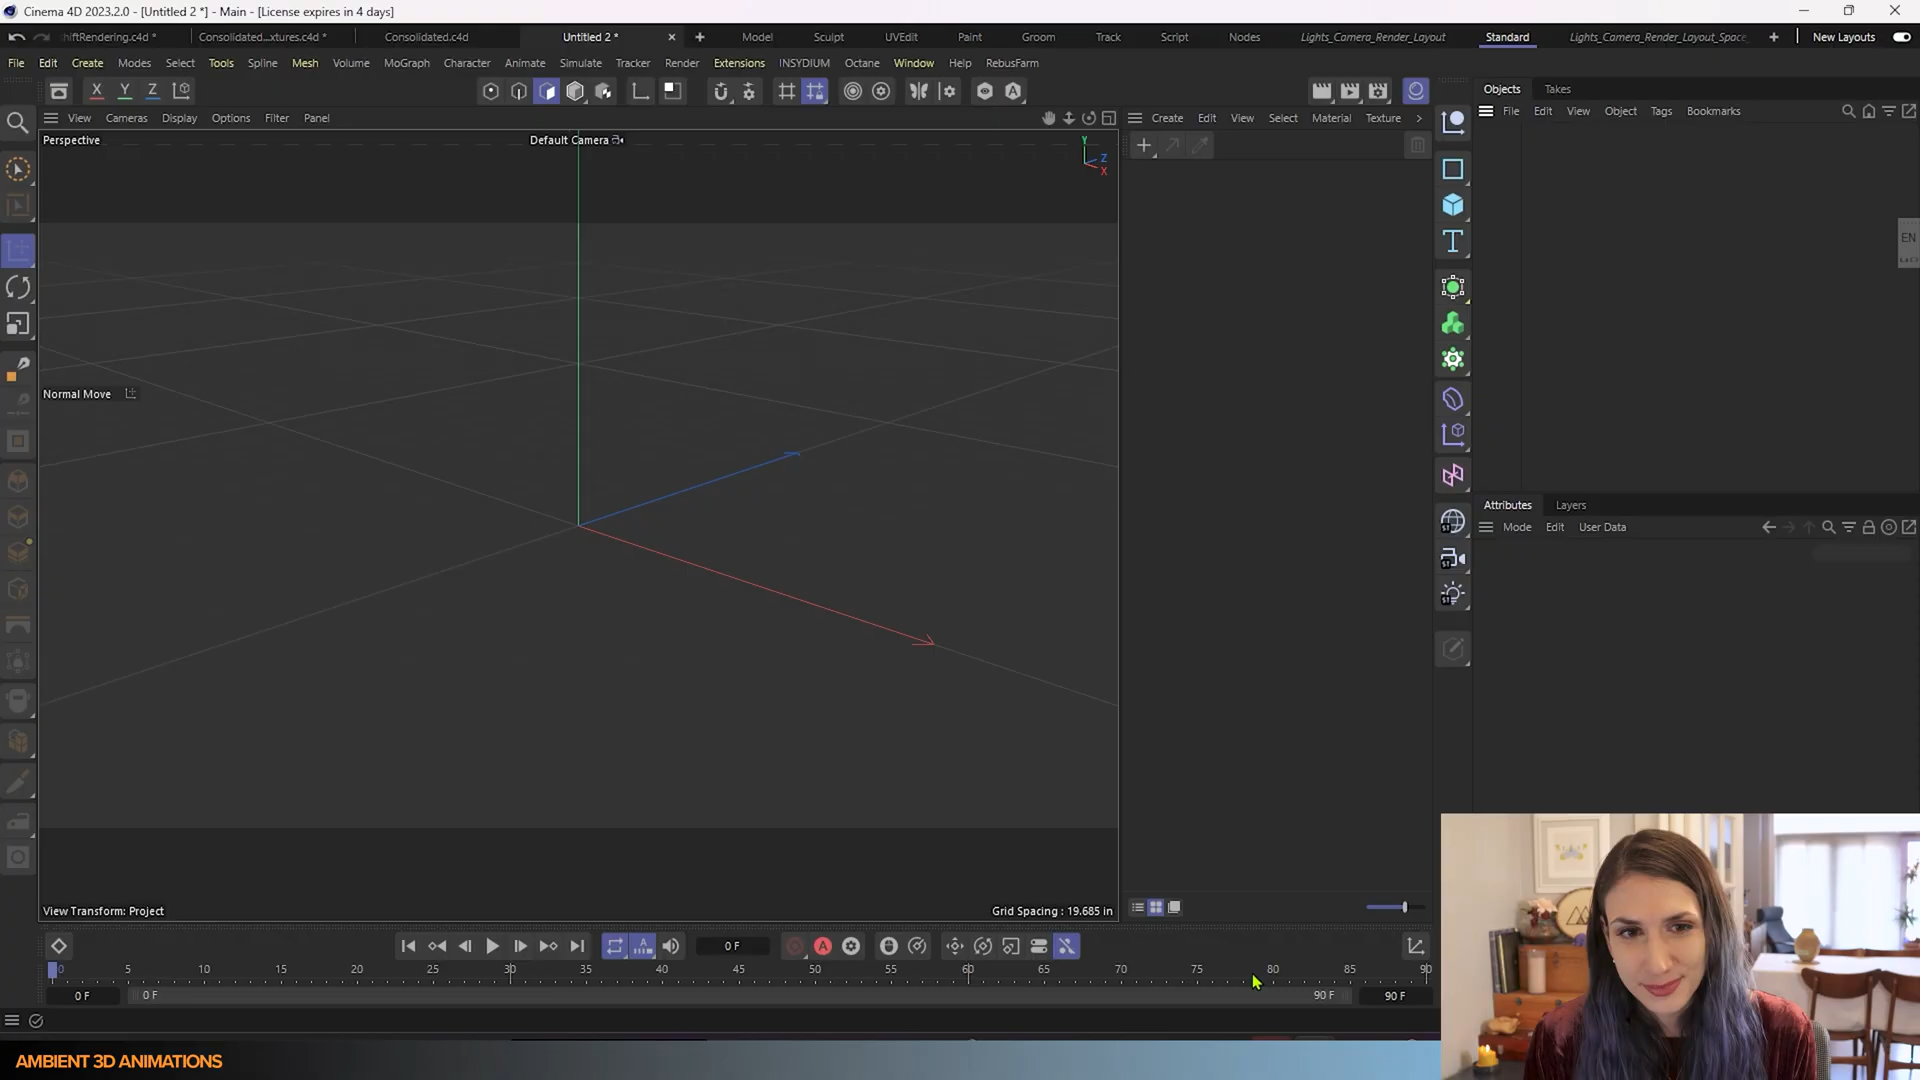 Cinema 4D 2023.2.0 - [Untitled 2 *] - Main - [License expires in 4 days]
hiftRendering.c4d * Consolidated...xtures.c4d * Consolidated.c4d Untitled 2 * Model Sculpt UVEdit Paint Groom Track Script Nodes Lights_Camera_Render_Layout Standard Lights_Camera_Render_Layout_Space New Layouts
File Edit Create Modes Select Tools Spline Mesh Volume MoGraph Character Animate Simulate Tracker Render Extensions INSYDIUM Octane Window Help RebusFarm
X Y Z
Objects Takes
File Edit View Object Tags Bookmarks
View Cameras Display Options Filter Panel
Create Edit View Select Material Texture
Perspective Default Camera
Y
Z
X
EN
Normal Move
Attributes Layers
Mode Edit User Data
View Transform: Project Grid Spacing : 19.685 in
0 F
0 5 10 15 20 25 30 35 40 45 50 55 60 65 70 75 80 85 90
0 F 0 F 90 F 90 F
AMBIENT 3D ANIMATIONS